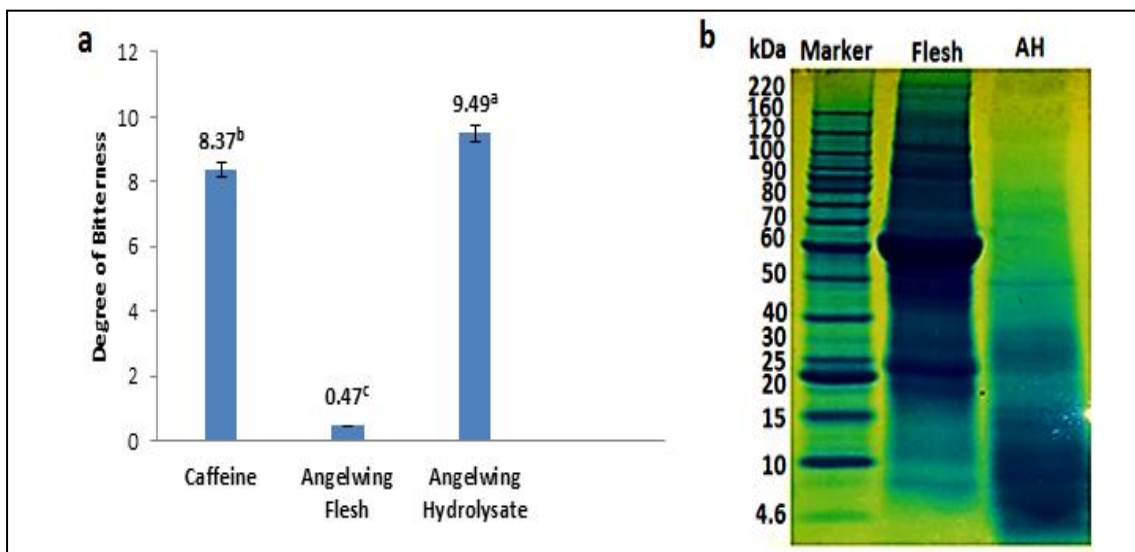 a
12
10
8
6
4
2
0
Degree of Bitterness
8.37ᵇ
0.47ᶜ
9.49ᵃ
Caffeine
Angelwing
Flesh
Angelwing
Hydrolysate
b
kDa Marker Flesh AH
220
160
120
100
90
80
70
60
50
40
30
25
20
15
10
4.6